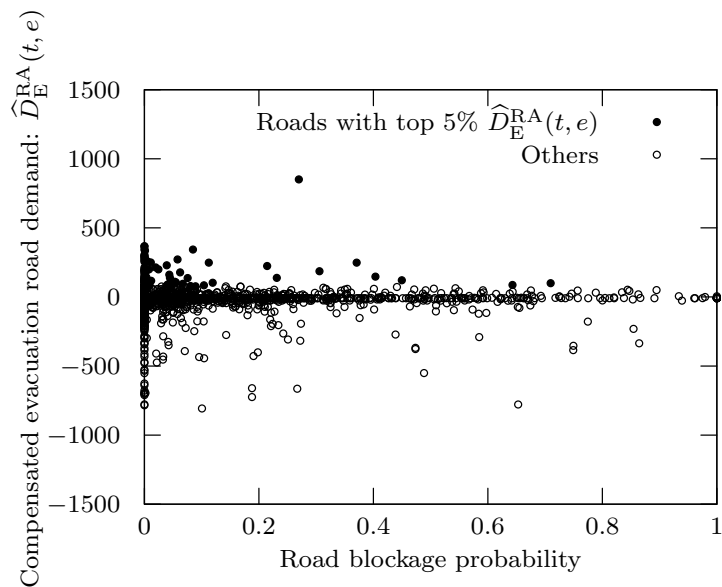 Compensated evacuation road demand: $\widehat{D}_{\mathrm{E}}^{\mathrm{RA}}(t, e)$
1500
1000
500
0
−500
−1000
−1500
Roads with top 5% $\widehat{D}_{\mathrm{E}}^{\mathrm{RA}}(t, e)$
Others
0 0.2 0.4 0.6 0.8 1
Road blockage probability